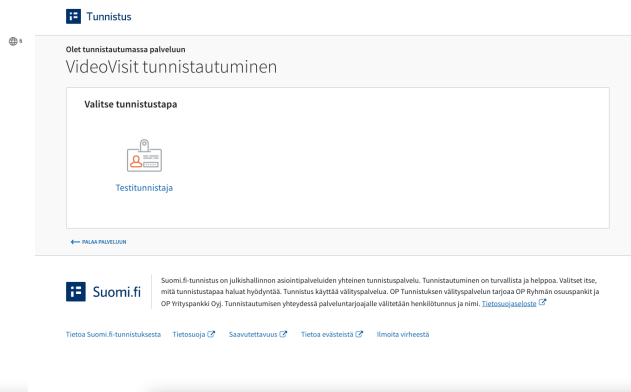 Tunnistus
fi
Olet tunnistautumassa palveluun
VideoVisit tunnistautuminen
Valitse tunnistustapa
Testitunnistaja
PALAA PALVELUUN
Suomi.fi
Suomi.fi-tunnistus on julkishallinnon asiointipalveluiden yhteinen tunnistuspalvelu. Tunnistautuminen on turvallista ja helppoa. Valitset itse,
mitä tunnistustapaa haluat hyödyntää. Tunnistus käyttää välityspalvelua. OP Tunnistuksen välityspalvelun tarjoaa OP Ryhmän osuuspankit ja
OP Yrityspankki Oyj. Tunnistautumisen yhteydessä palveluntarjoajalle välitetään henkilötunnus ja nimi. Tietosuojaseloste
Tietoa Suomi.fi-tunnistuksesta Tietosuoja Saavutettavuus Tietoa evästeistä Ilmoita virheestä